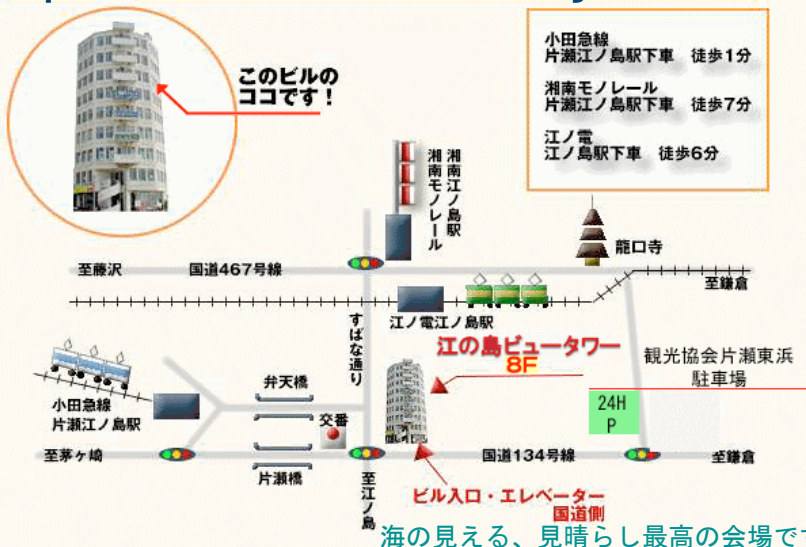 このビルの
ココです！
小田急線
片瀬江ノ島駅下車　徒歩1分
湘南モノレール
片瀬江ノ島駅下車　徒歩7分
江ノ電
江ノ島駅下車　徒歩6分
湘南江ノ島駅
湘南モノレール
龍口寺
至藤沢
国道467号線
至鎌倉
すばな通り
江ノ電江ノ島駅
江の島ビュータワー
8F
観光協会片瀬東浜
駐車場
24H
P
小田急線
片瀬江ノ島駅
弁天橋
交番
至茅ヶ崎
片瀬橋
至江ノ島
国道134号線
至鎌倉
ビル入口・エレベーター
国道側
海の見える、見晴らし最高の会場で